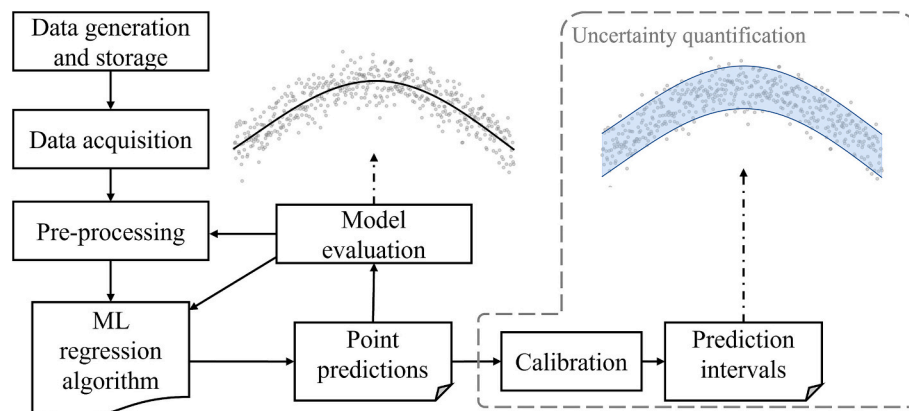 Data generation
and storage
Data acquisition
Pre-processing
ML
regression
algorithm
Model
evaluation
Point
predictions
Uncertainty quantification
Calibration
Prediction
intervals